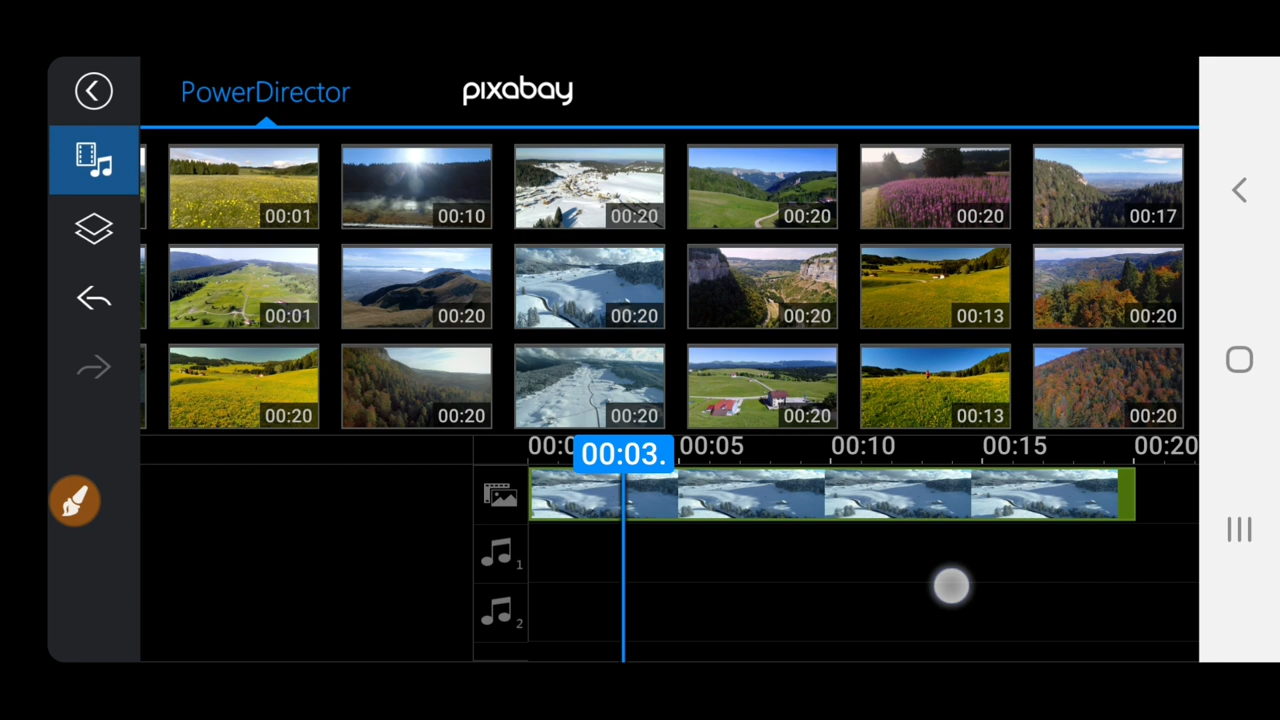 PowerDirector pixabay
00:01 00:10 00:20 00:20 00:20 00:17
00:01 00:20 00:20 00:20 00:13 00:20
00:20 00:20 00:20 00:20 00:13 00:20
00:03. 00:05 00:10 00:15 00:20
1
2